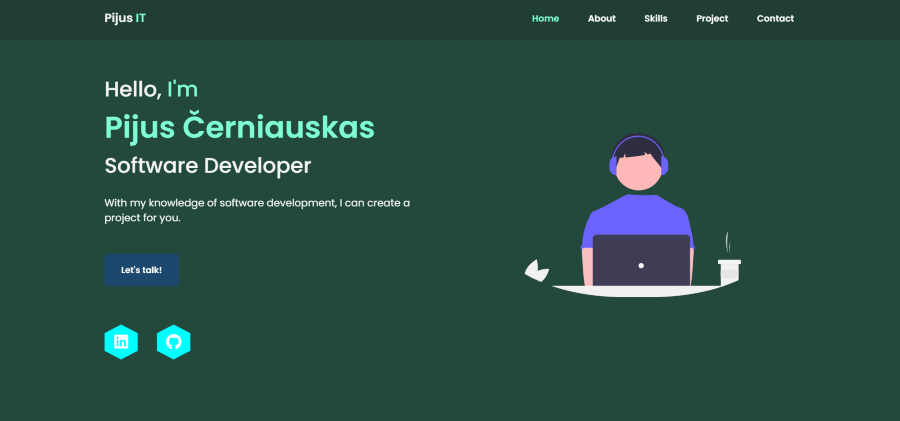 Pijus IT
Home About Skills Project Contact
Hello, I'm
Pijus Černiauskas
Software Developer
With my knowledge of software development, I can create a
project for you.
Let's talk!
in